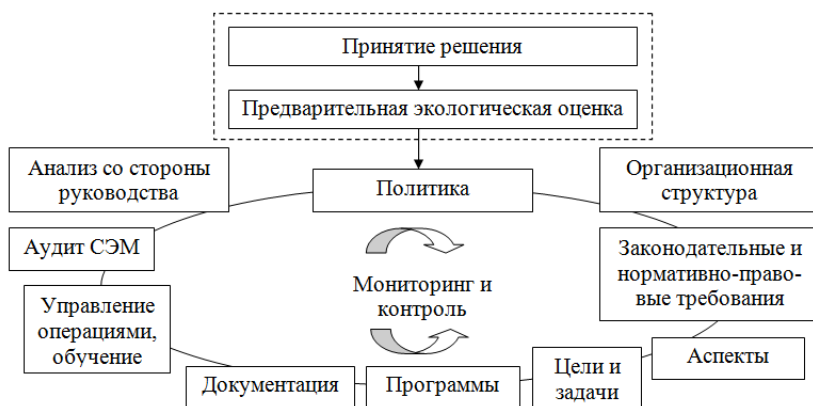 Принятие решения
Предварительная экологическая оценка
Анализ со стороны
руководства
Политика
Организационная
структура
Аудит СЭМ
Законодательные и
нормативно-право-
вые требования
Мониторинг и
контроль
Управление
операциями,
обучение
Аспекты
Цели и
задачи
Документация
Программы